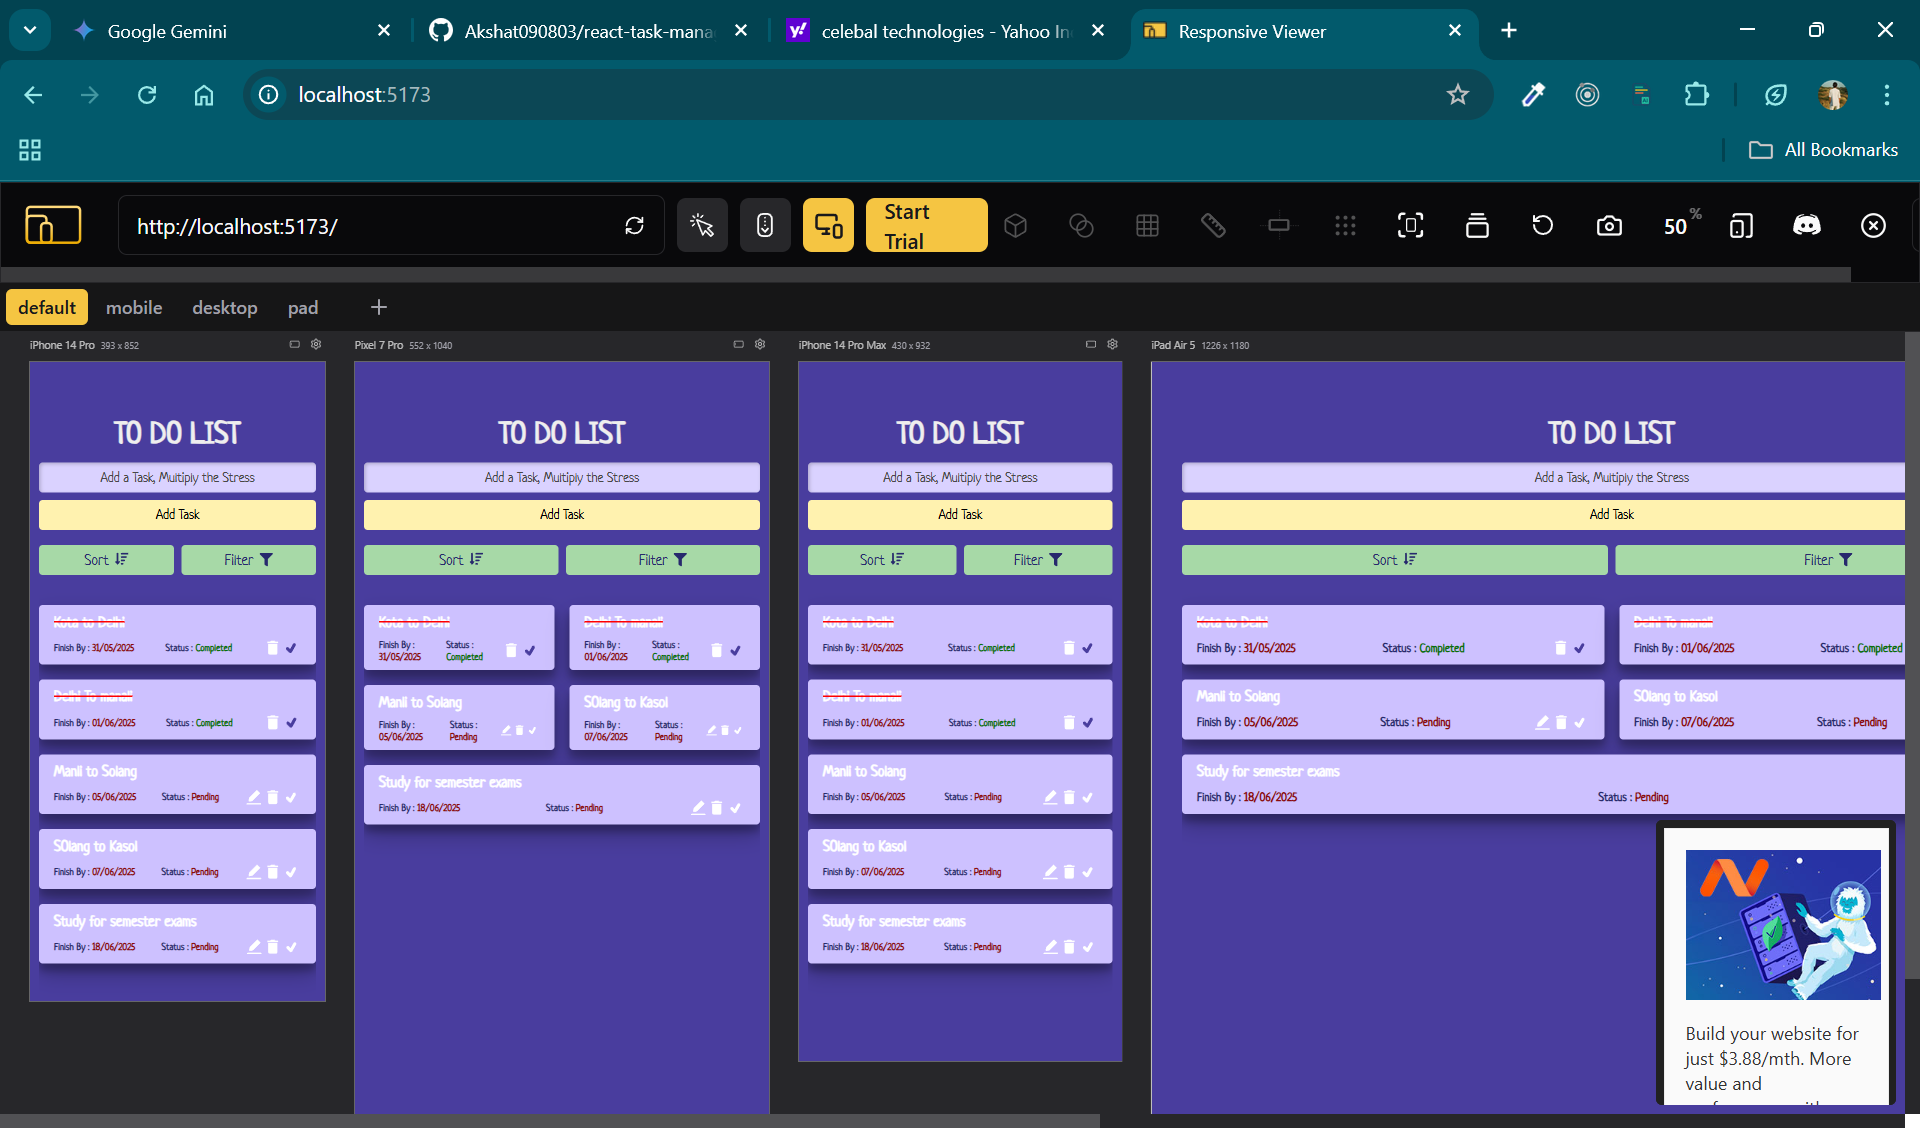 Google Gemini
Akshat090803/react-task-mana
celebal technologies - Yahoo In
Responsive Viewer
localhost:5173
All Bookmarks
http://localhost:5173/
Start Trial
50 %
default
mobile
desktop
pad
iPhone 14 Pro 393 x 852
TO DO LIST
Add a Task, Multiply the Stress
Add Task
Sort
Filter
Kota to Delhi
Finish By : 31/05/2025
Status : Completed
Delhi To manali
Finish By : 01/06/2025
Status : Completed
Manli to Solang
Finish By : 05/06/2025
Status : Pending
SOlang to Kasol
Finish By : 07/06/2025
Status : Pending
Study for semester exams
Finish By : 18/06/2025
Status : Pending
Pixel 7 Pro 552 x 1040
TO DO LIST
Add a Task, Multiply the Stress
Add Task
Sort
Filter
Kota to Delhi
Finish By :
31/05/2025
Status :
Completed
Delhi To manali
Finish By :
01/06/2025
Status :
Completed
Manli to Solang
Finish By :
05/06/2025
Status :
Pending
SOlang to Kasol
Finish By :
07/06/2025
Status :
Pending
Study for semester exams
Finish By : 18/06/2025
Status : Pending
iPhone 14 Pro Max 430 x 932
TO DO LIST
Add a Task, Multiply the Stress
Add Task
Sort
Filter
Kota to Delhi
Finish By : 31/05/2025
Status : Completed
Delhi To manali
Finish By : 01/06/2025
Status : Completed
Manli to Solang
Finish By : 05/06/2025
Status : Pending
SOlang to Kasol
Finish By : 07/06/2025
Status : Pending
Study for semester exams
Finish By : 18/06/2025
Status : Pending
iPad Air 5 1226 x 1180
TO DO LIST
Add a Task, Multiply the Stress
Add Task
Sort
Filter
Kota to Delhi
Finish By : 31/05/2025
Status : Completed
Delhi To manali
Finish By : 01/06/2025
Status : Completed
Manli to Solang
Finish By : 05/06/2025
Status : Pending
SOlang to Kasol
Finish By : 07/06/2025
Status : Pending
Study for semester exams
Finish By : 18/06/2025
Status : Pending
Build your website for
just $3.88/mth. More
value and